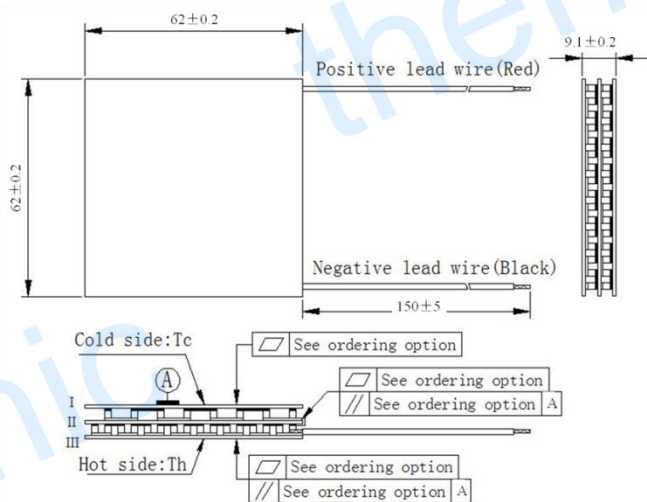 62±0.2
9.1±0.2
Positive lead wire(Red)
62±0.2
Negative lead wire(Black)
150±5
Cold side:Tc
See ordering option
A
See ordering option
// See ordering option A
I
II
III
Hot side:Th
See ordering option
// See ordering option A
them
nic